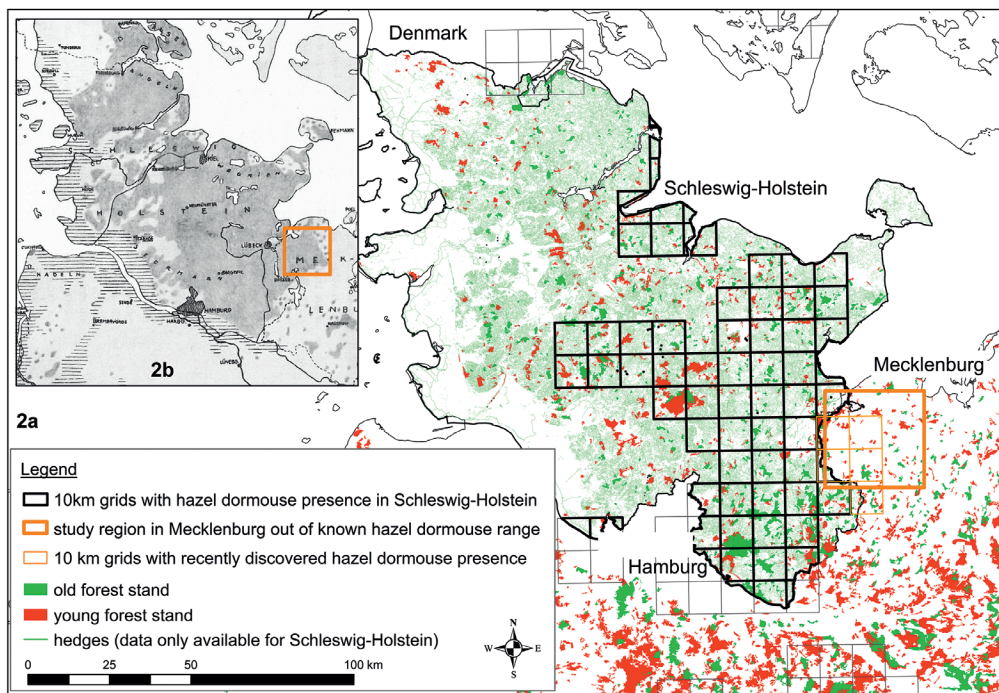 Denmark
Schleswig-Holstein
Mecklenburg
Hamburg
SCHLESWIG
HOLSTEIN
KIEL
LÜBECK
HAMBURG
FEHMARN
LÜNEBG
2b
2a
Legend
10km grids with hazel dormouse presence in Schleswig-Holstein
study region in Mecklenburg out of known hazel dormouse range
10 km grids with recently discovered hazel dormouse presence
old forest stand
young forest stand
hedges (data only available for Schleswig-Holstein)
N
W E
S
0 25 50 100 km